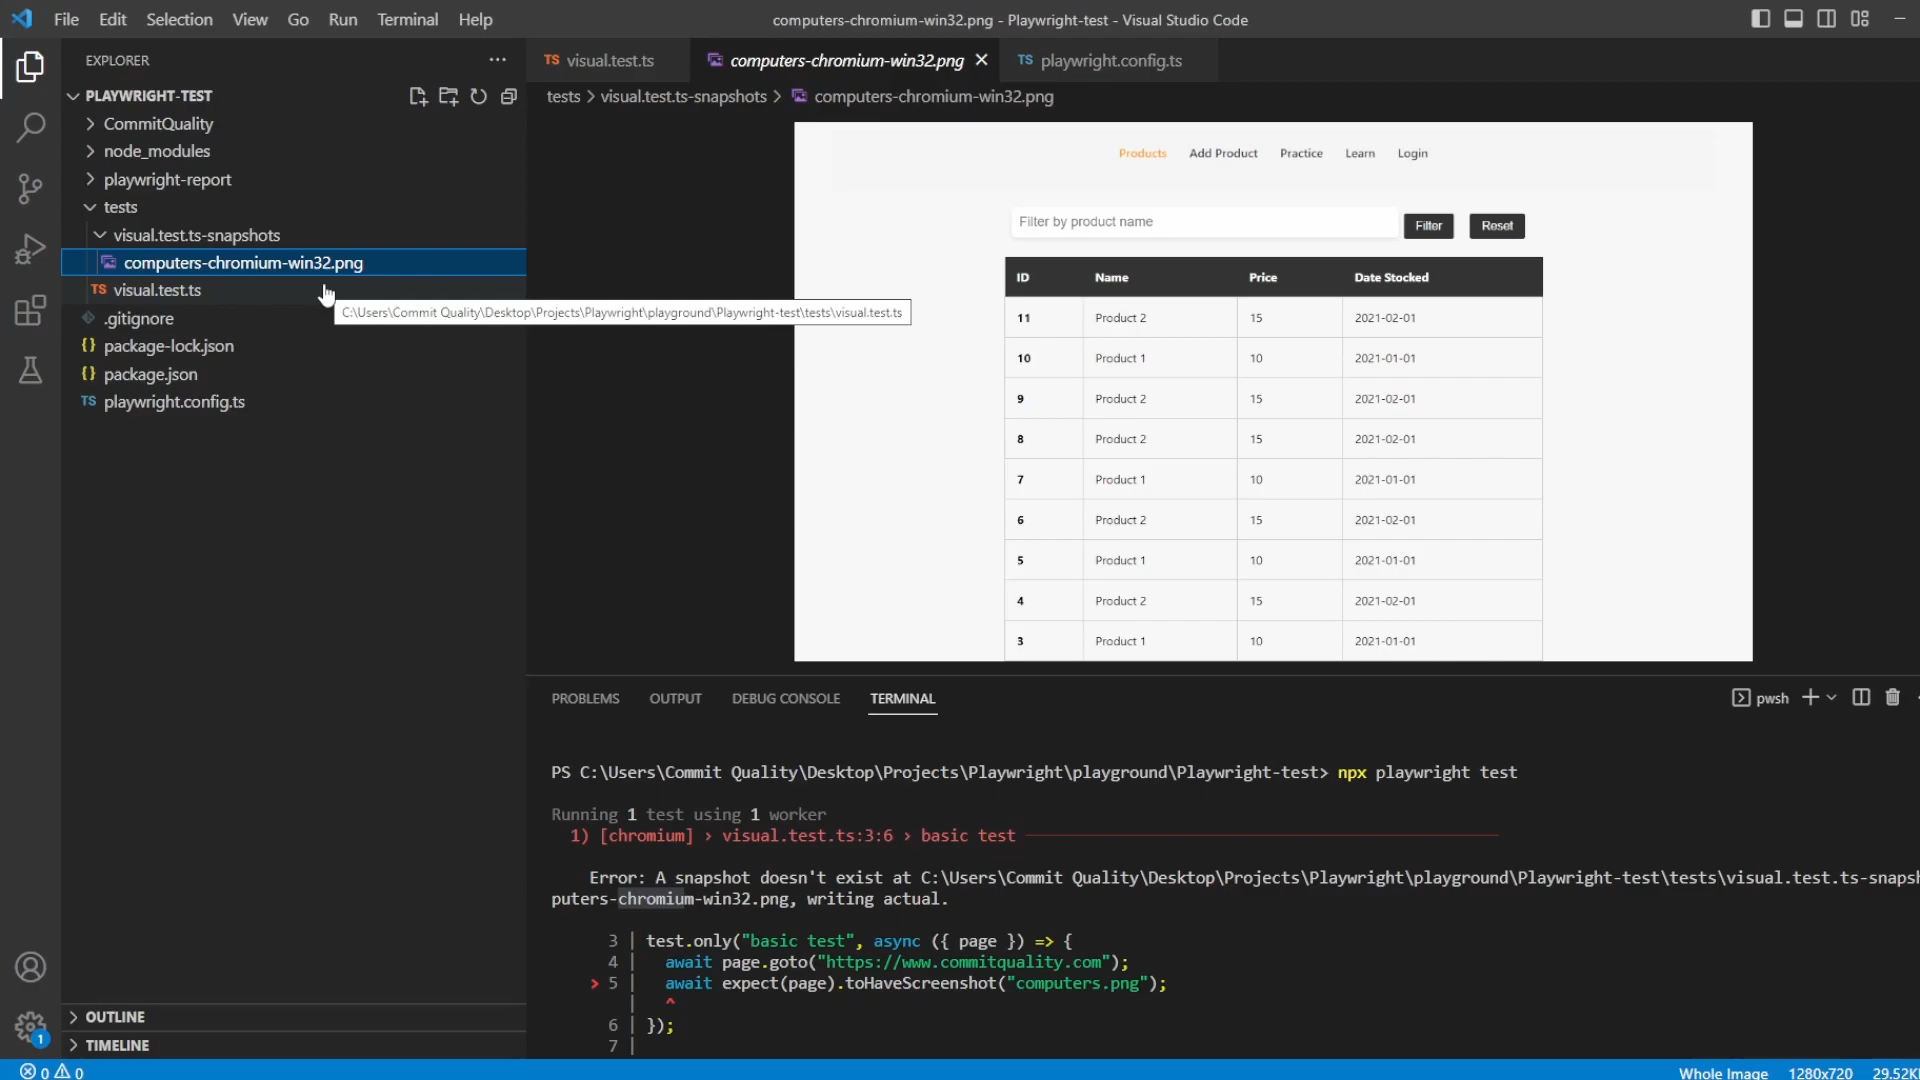 File Edit Selection View Go Run Terminal Help
computers-chromium-win32.png - Playwright-test - Visual Studio Code
EXPLORER
PLAYWRIGHT-TEST
CommitQuality
node_modules
playwright-report
tests
visual.test.ts-snapshots
computers-chromium-win32.png
TS visual.test.ts
.gitignore
{} package-lock.json
{} package.json
TS playwright.config.ts
OUTLINE
TIMELINE
TS visual.test.ts
computers-chromium-win32.png
TS playwright.config.ts
tests > visual.test.ts-snapshots > computers-chromium-win32.png
Products Add Product Practice Learn Login
Filter by product name Filter Reset
ID Name Price Date Stocked
11 Product 2 15 2021-02-01
10 Product 1 10 2021-01-01
9 Product 2 15 2021-02-01
8 Product 2 15 2021-02-01
7 Product 1 10 2021-01-01
6 Product 2 15 2021-02-01
5 Product 1 10 2021-01-01
4 Product 2 15 2021-02-01
3 Product 1 10 2021-01-01
C:\Users\Commit Quality\Desktop\Projects\Playwright\playground\Playwright-test\tests\visual.test.ts
PROBLEMS OUTPUT DEBUG CONSOLE TERMINAL
pwsh
PS C:\Users\Commit Quality\Desktop\Projects\Playwright\playground\Playwright-test> npx playwright test
Running 1 test using 1 worker
1) [chromium] › visual.test.ts:3:6 › basic test
Error: A snapshot doesn't exist at C:\Users\Commit Quality\Desktop\Projects\Playwright\playground\Playwright-test\tests\visual.test.ts-snapsh
puters-chromium-win32.png, writing actual.
3 | test.only("basic test", async ({ page }) => {
4 | await page.goto("https://www.commitquality.com");
> 5 | await expect(page).toHaveScreenshot("computers.png");
| ^
6 | });
7 |
1
0 0
Whole Image 1280x720 29.52K